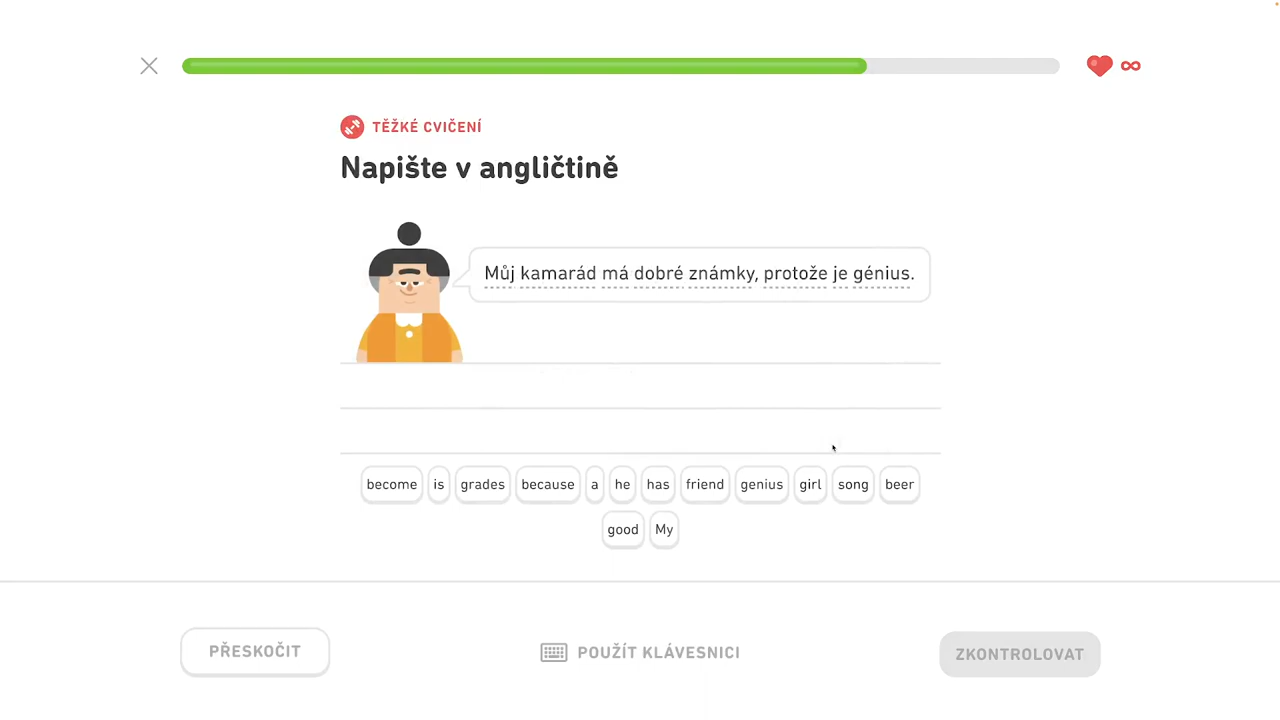 TĚŽKÉ CVIČENÍ
Napište v angličtině
Můj kamarád má dobré známky, protože je génius.
become is grades because a he has friend genius girl song beer
good My
PŘESKOČIT
POUŽÍT KLÁVESNICI
ZKONTROLOVAT